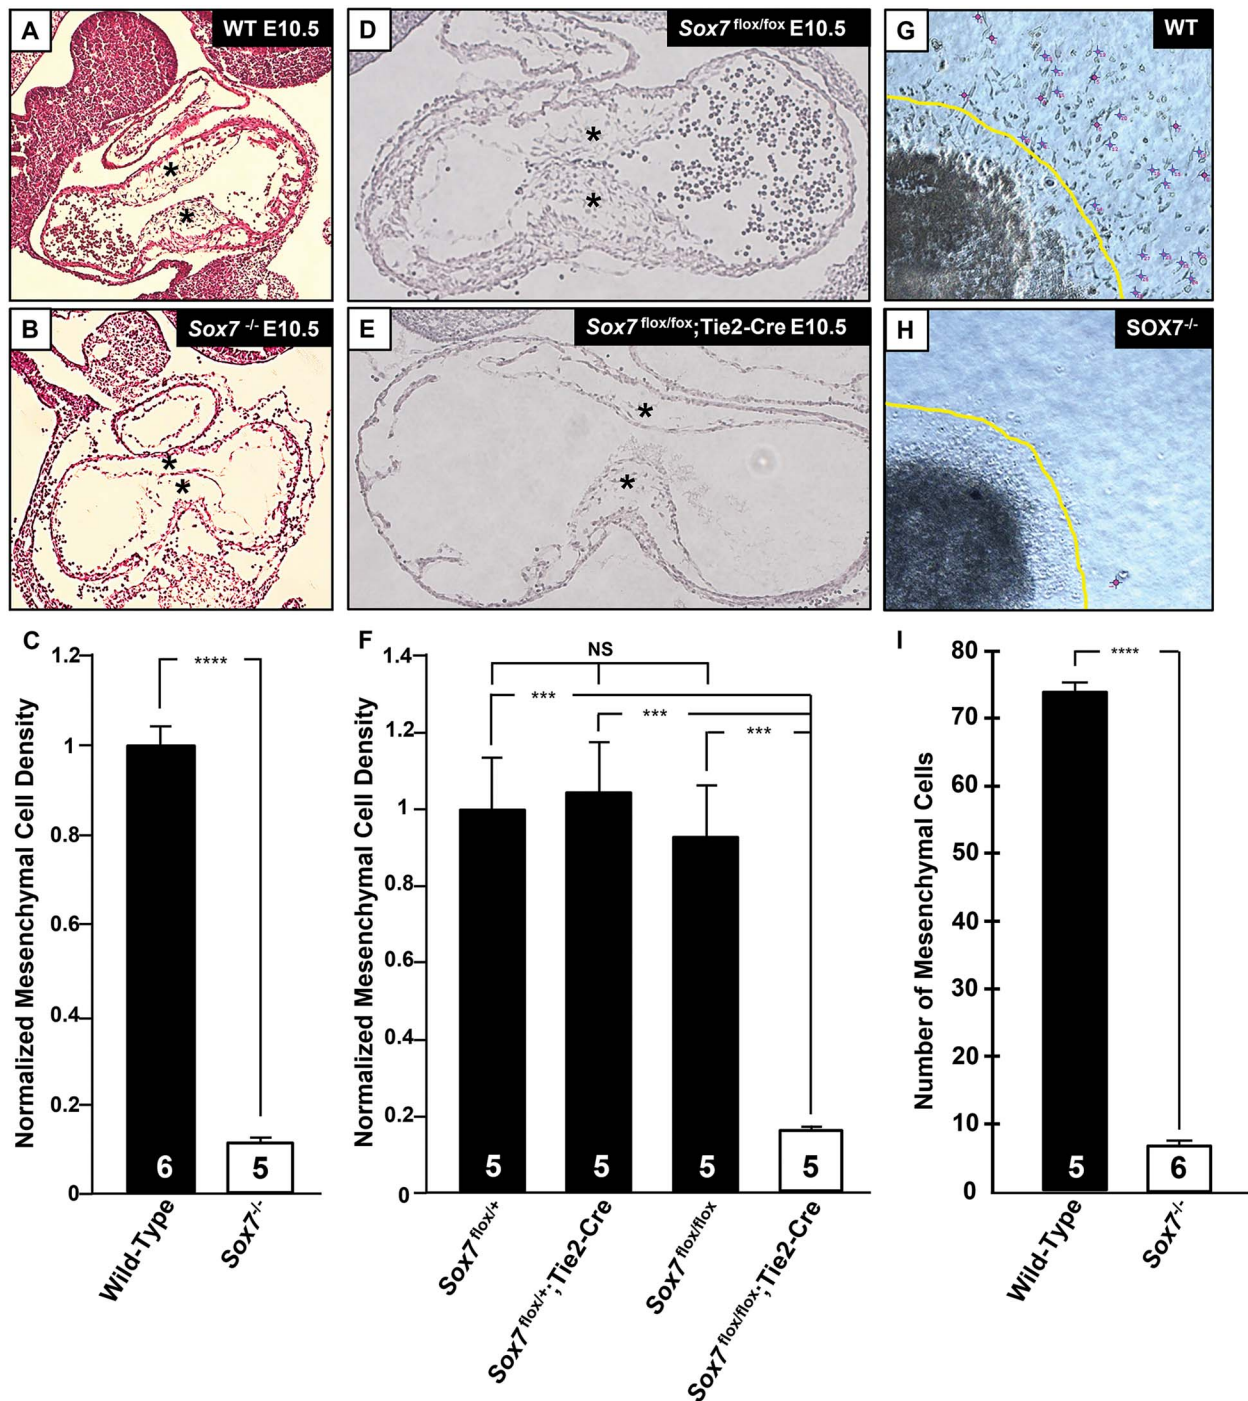 A
WT E10.5
B
Sox7 -/- E10.5
D
Sox7 flox/fox E10.5
E
Sox7 flox/fox;Tie2-Cre E10.5
G
WT
H
SOX7-/-
*
*
*
*
*
*
*
*
C
Normalized Mesenchymal Cell Density
1.2
1
0.8
0.6
0.4
0.2
0
****
6
5
Wild-Type
Sox7-/-
F
Normalized Mesenchymal Cell Density
1.4
1.2
1
0.8
0.6
0.4
0.2
0
NS
***
***
***
5
5
5
5
Sox7 flox/+
Sox7 flox/+;Tie2-Cre
Sox7 flox/flox
Sox7 flox/flox;Tie2-Cre
I
Number of Mesenchymal Cells
80
70
60
50
40
30
20
10
0
****
5
6
Wild-Type
Sox7-/-